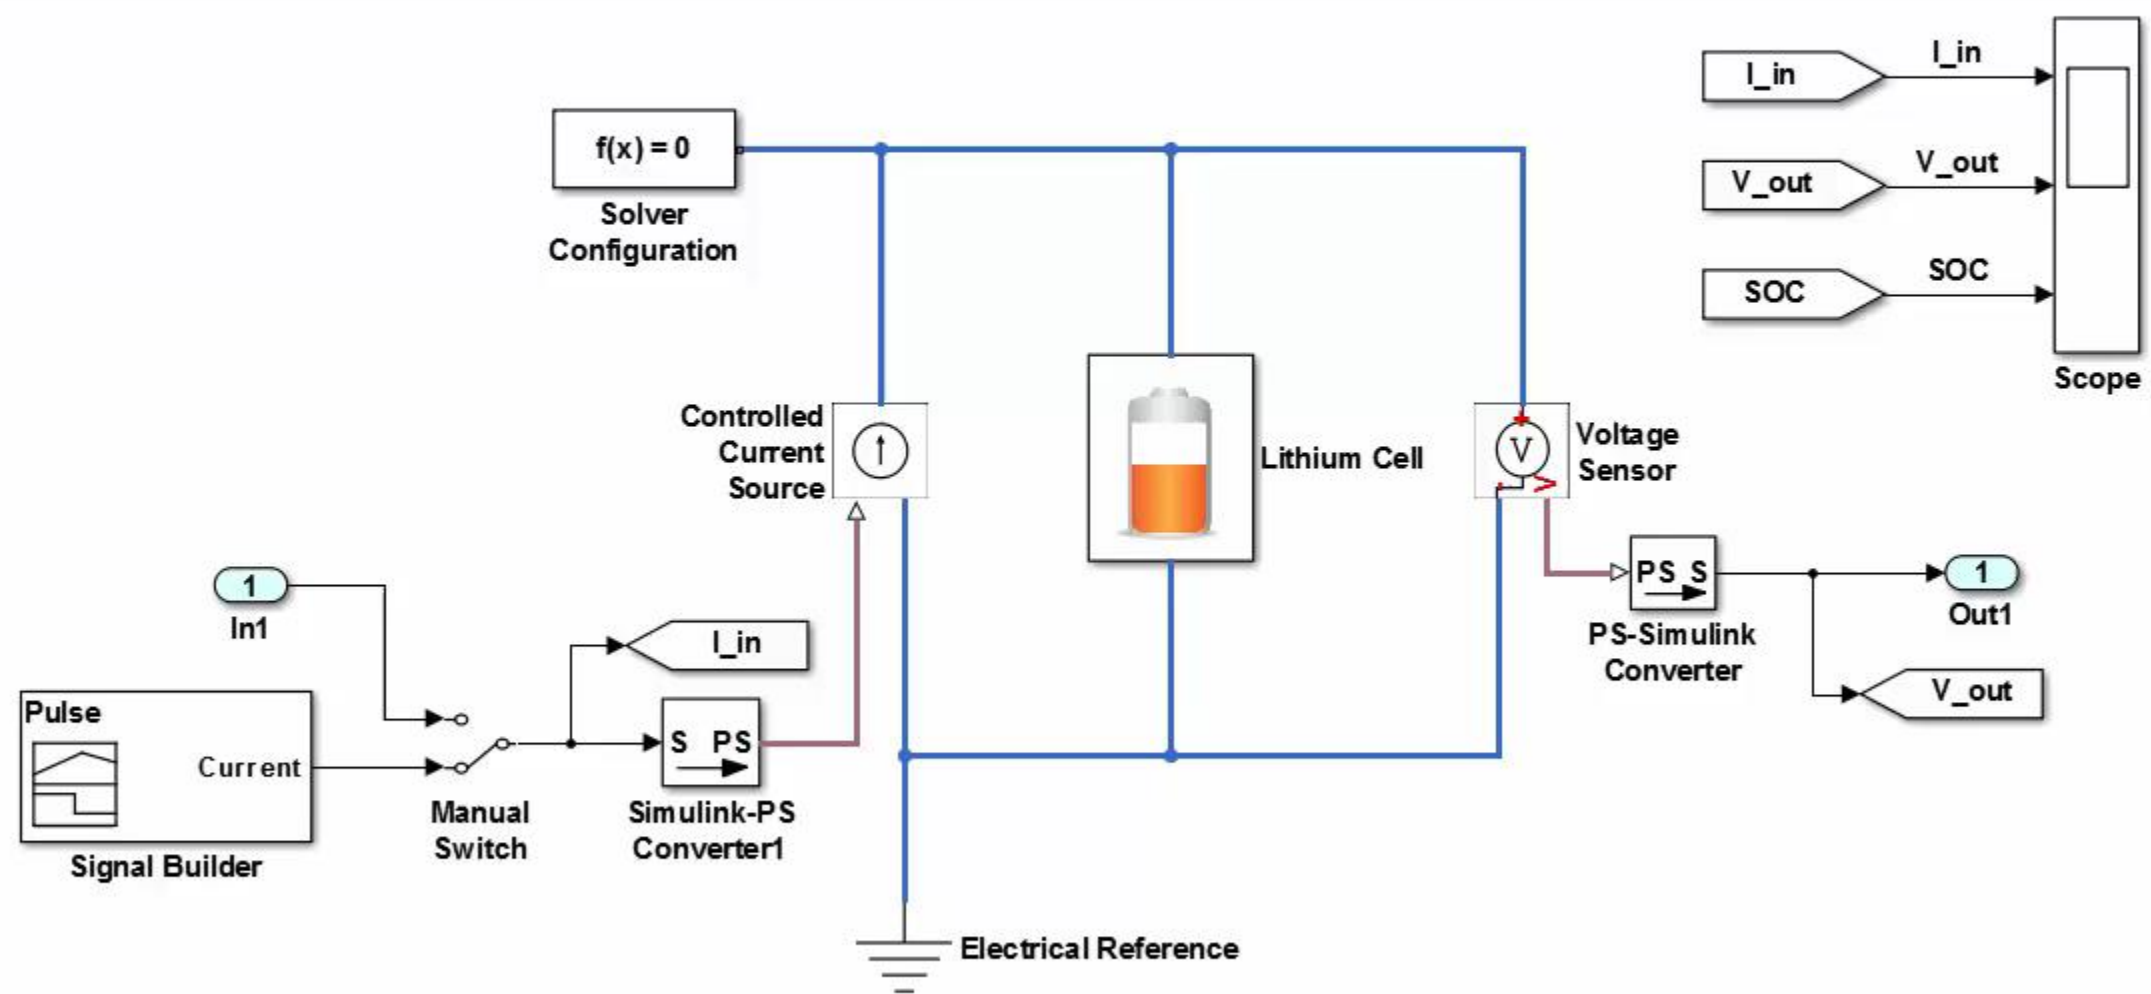 I_in
I_in
f(x) = 0
V_out
V_out
Solver
Configuration
SOC
SOC
Scope
Controlled
Current
Source
Lithium Cell
V
Voltage
Sensor
1
In1
I_in
PS S
1
Out1
PS-Simulink
Converter
V_out
Pulse
Current
S PS
Manual
Switch
Simulink-PS
Converter1
Signal Builder
Electrical Reference